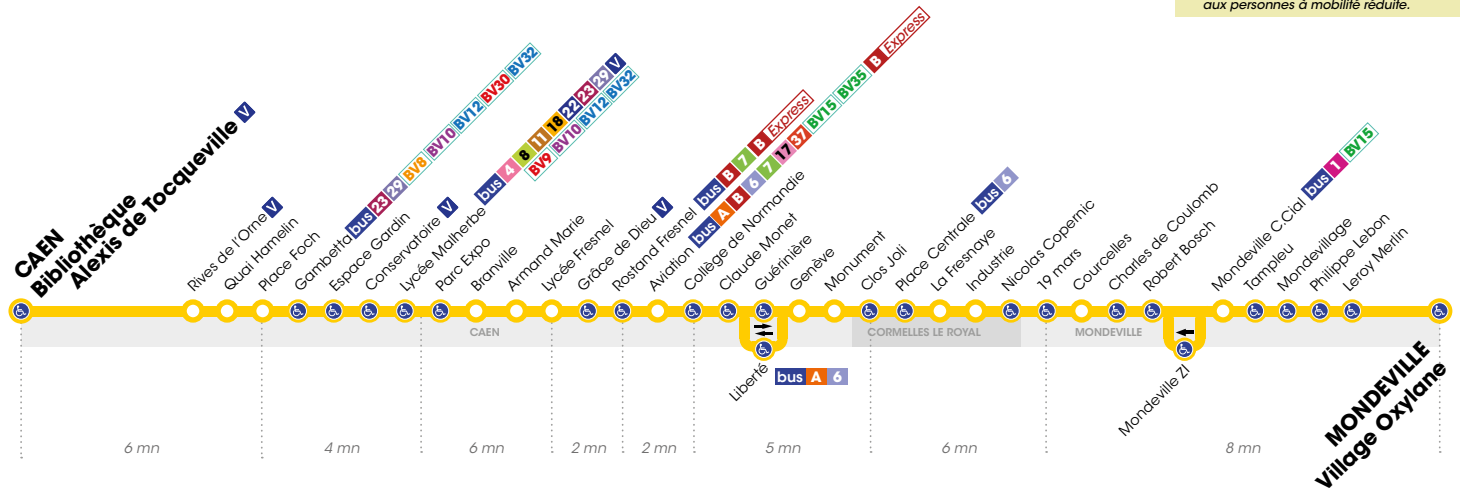 aux personnes à mobilité réduite.
CAEN
Bibliothèque
Alexis de Tocqueville V
Rives de l'Orne V
Quai Hamelin
Place Foch
Gambetta bus 23 29 BV8 BV10 BV12 BV30 BV32
Espace Gardin
Conservatoire V
Lycée Malherbe bus 4 8 11 18 22 23 29 V
BV9 BV10 BV12 BV32
Parc Expo
Branville
Armand Marie
Lycée Fresnel
Grâce de Dieu V
Rostand Fresnel bus B 7 B Express
Aviation bus A B 6 7 17 37 BV15 BV35 B Express
Collège de Normandie
Claude Monet
Guérinière
Genève
Monument
Clos Joli
Place Centrale bus 6
La Fresnaye
Industrie
Nicolas Copernic
19 mars
Courcelles
Charles de Coulomb
Robert Bosch
Mondeville C.Cial bus 1 BV15
Tampleu
Mondevillage
Philippe Lebon
Leroy Merlin
CAEN
CORMELLES LE ROYAL
MONDEVILLE
Liberté
bus A 6
Mondeville ZI
MONDEVILLE
Village Oxylane
6 mn
4 mn
6 mn
2 mn
2 mn
5 mn
6 mn
8 mn